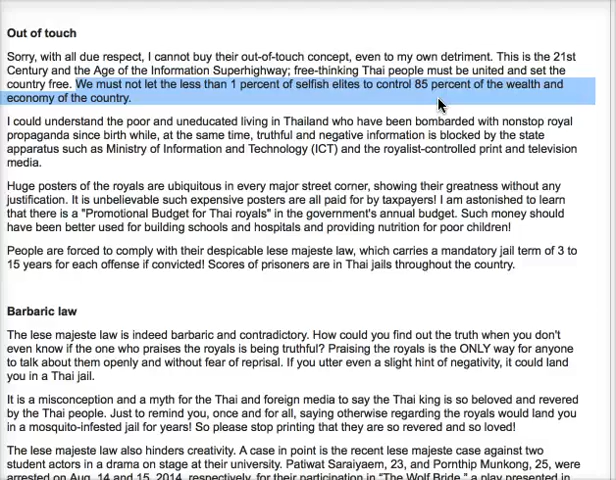 Out of touch
Sorry, with all due respect, I cannot buy their out-of-touch concept, even to my own detriment. This is the 21st
Century and the Age of the Information Superhighway; free-thinking Thai people must be united and set the
country free. We must not let the less than 1 percent of selfish elites to control 85 percent of the wealth and
economy of the country.
I could understand the poor and uneducated living in Thailand who have been bombarded with nonstop royal
propaganda since birth while, at the same time, truthful and negative information is blocked by the state
apparatus such as Ministry of Information and Technology (ICT) and the royalist-controlled print and television
media.
Huge posters of the royals are ubiquitous in every major street corner, showing their greatness without any
justification. It is unbelievable such expensive posters are all paid for by taxpayers! I am astonished to learn
that there is a "Promotional Budget for Thai royals" in the government's annual budget. Such money should
have been better used for building schools and hospitals and providing nutrition for poor children!
People are forced to comply with their despicable lese majeste law, which carries a mandatory jail term of 3 to
15 years for each offense if convicted! Scores of prisoners are in Thai jails throughout the country.
Barbaric law
The lese majeste law is indeed barbaric and contradictory. How could you find out the truth when you don't
even know if the one who praises the royals is being truthful? Praising the royals is the ONLY way for anyone
to talk about them openly and without fear of reprisal. If you utter even a slight hint of negativity, it could land
you in a Thai jail.
It is a misconception and a myth for the Thai and foreign media to say the Thai king is so beloved and revered
by the Thai people. Just to remind you, once and for all, saying otherwise regarding the royals would land you
in a mosquito-infested jail for years! So please stop printing that they are so revered and so loved!
The lese majeste law also hinders creativity. A case in point is the recent lese majeste case against two
student actors in a drama on stage at their university. Patiwat Saraiyaem, 23, and Pornthip Munkong, 25, were
arrested on Aug. 14 and 15, 2014, respectively, for their participation in "The Wolf Bride," a play presented in